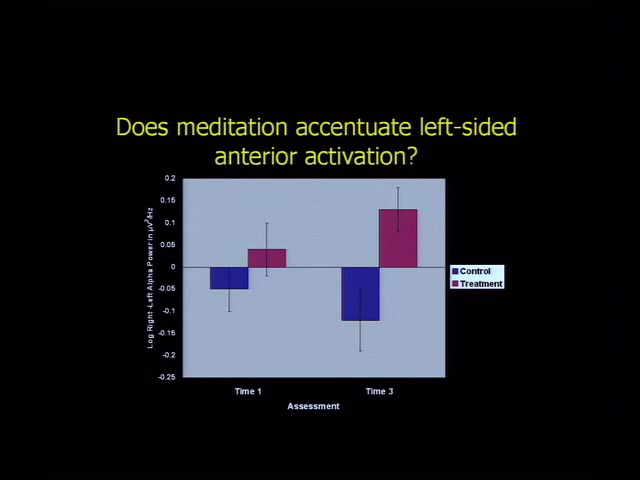 Does meditation accentuate left-sided
anterior activation?
0.2
0.15
0.1
0.05
0
-0.05
-0.1
-0.15
-0.2
-0.25
Log Right -Left Alpha Power in µV²/Hz
Control
Treatment
Time 1
Time 3
Assessment